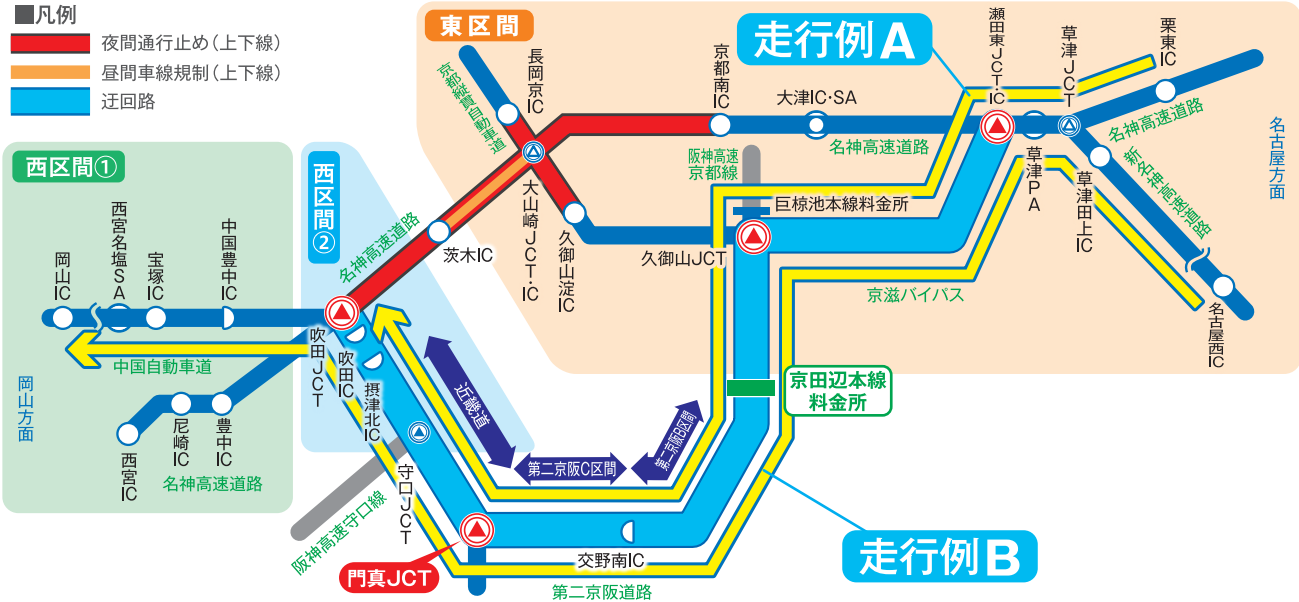 ■凡例
夜間通行止め（上下線）
昼間車線規制（上下線）
迂回路
東区間
走行例A
京都縦貫自動車道
長岡京IC
京都南IC
大津IC・SA
瀬田東JCT・IC
草津JCT
栗東IC
名神高速道路
名神高速道路
名古屋方面
阪神高速
京都線
草津PA
草津田上IC
新名神高速道路
名古屋西IC
西区間①
西区間②
名神高速道路
茨木IC
大山崎JCT・IC
久御山淀IC
久御山JCT
巨椋池本線料金所
京滋バイパス
岡山IC
西宮名塩SA
宝塚IC
中国豊中IC
中国自動車道
岡山方面
西宮IC
尼崎IC
豊中IC
名神高速道路
吹田JCT
吹田IC
摂津北IC
守口JCT
阪神高速守口線
近畿道
第二京阪C区間
第二京阪B区間
京田辺本線
料金所
門真JCT
交野南IC
第二京阪道路
走行例B